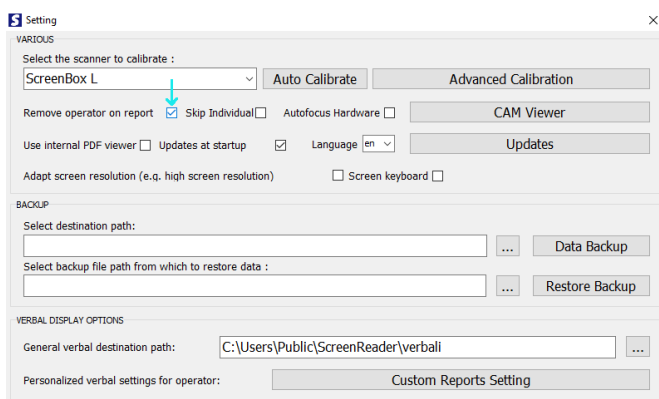 Setting
VARIOUS
Select the scanner to calibrate :
ScreenBox L Auto Calibrate Advanced Calibration
Remove operator on report Skip Individual Autofocus Hardware CAM Viewer
Use internal PDF viewer Updates at startup Language en Updates
Adapt screen resolution (e.g. high screen resolution) Screen keyboard
BACKUP
Select destination path:
... Data Backup
Select backup file path from which to restore data :
... Restore Backup
VERBAL DISPLAY OPTIONS
General verbal destination path: C:\Users\Public\ScreenReader\verbali ...
Personalized verbal settings for operator: Custom Reports Setting